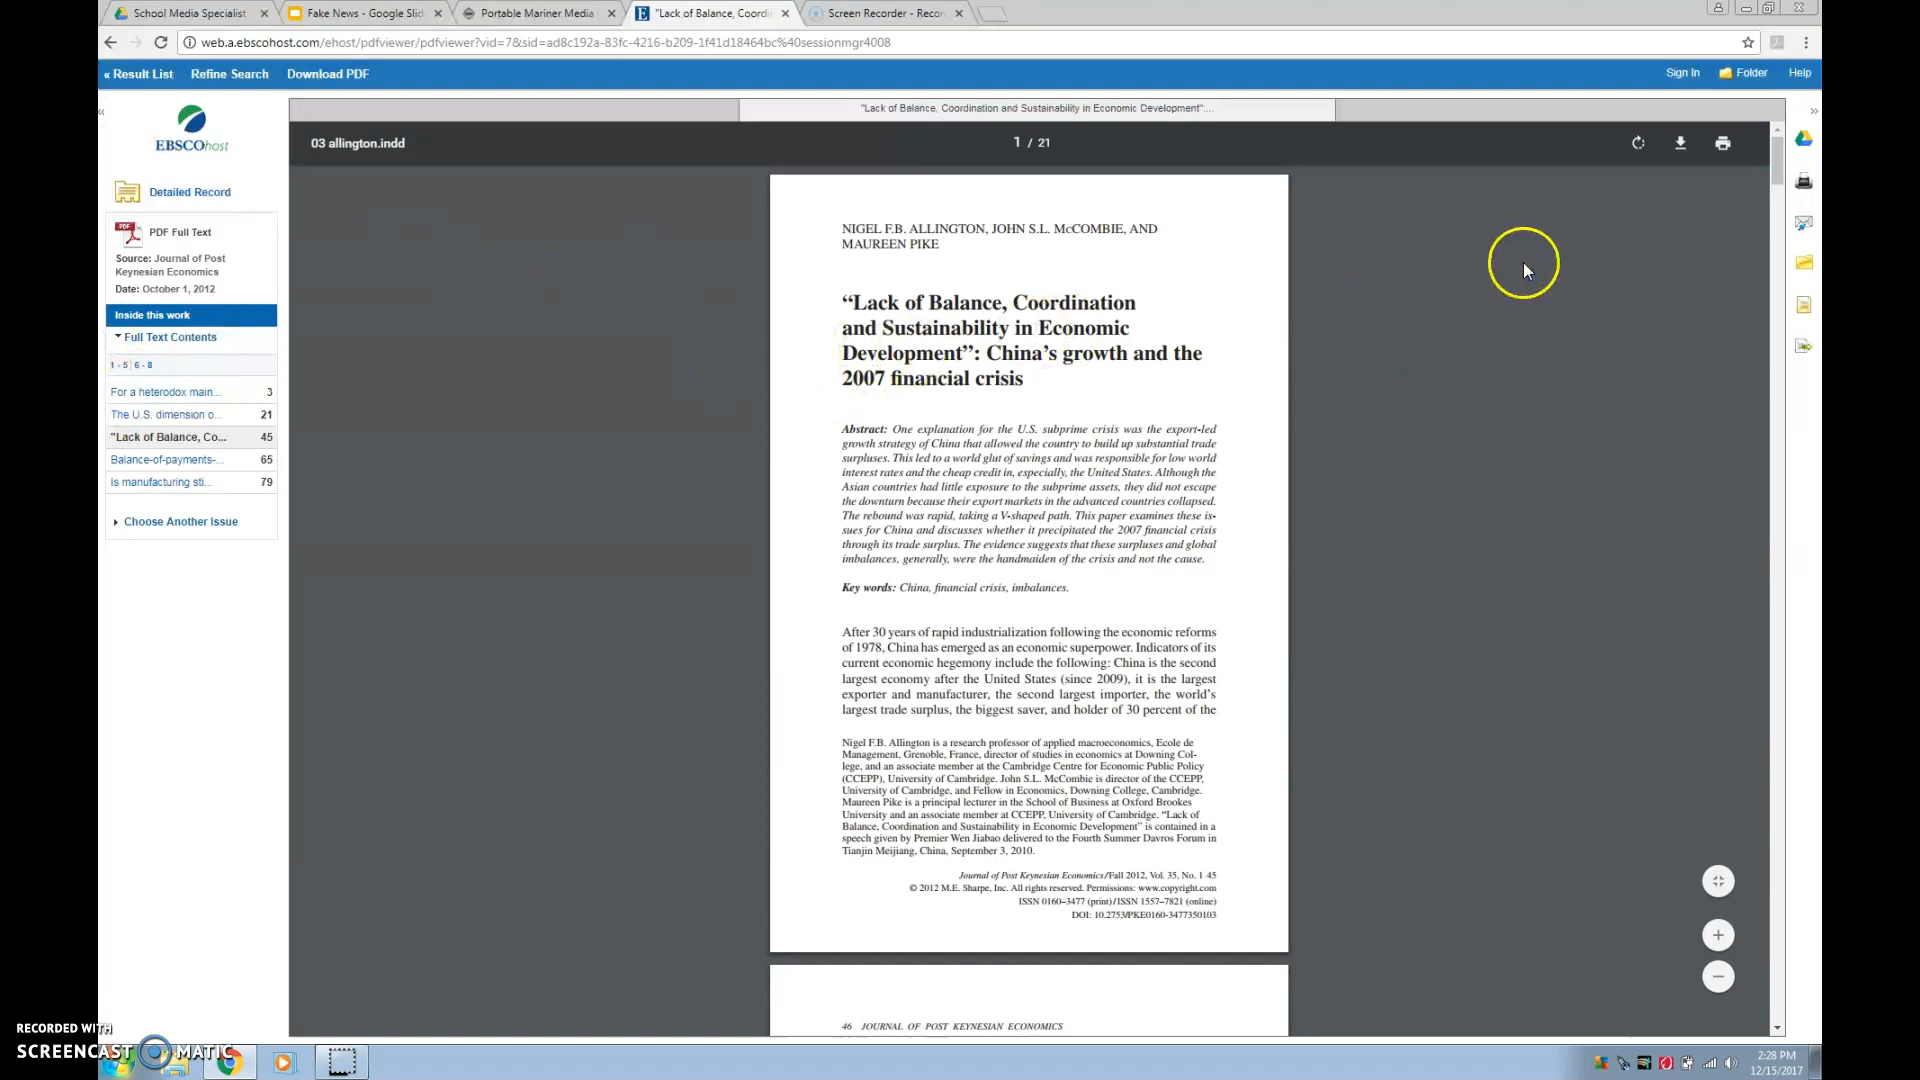 School Media Specialist
Fake News - Google Slid
Portable Mariner Media
"Lack of Balance, Coordi
Screen Recorder - Recor
web.a.ebscohost.com/ehost/pdfviewer/pdfviewer?vid=7&sid=ad8c192a-83fc-4216-b209-1f41d18464bc%40sessionmgr4008
« Result List Refine Search Download PDF
Sign In Folder Help
"Lack of Balance, Coordination and Sustainability in Economic Development"....
EBSCOhost
03 allington.indd
1 / 21
Detailed Record
PDF
PDF Full Text
Source: Journal of Post
Keynesian Economics
Date: October 1, 2012
Inside this work
Full Text Contents
1 - 5 | 6 - 8
For a heterodox main... 3
The U.S. dimension o... 21
"Lack of Balance, Co... 45
Balance-of-payments-... 65
Is manufacturing sti... 79
Choose Another Issue
NIGEL F.B. ALLINGTON, JOHN S.L. McCOMBIE, AND
MAUREEN PIKE
“Lack of Balance, Coordination
and Sustainability in Economic
Development”: China’s growth and the
2007 financial crisis
Abstract: One explanation for the U.S. subprime crisis was the export-led
growth strategy of China that allowed the country to build up substantial trade
surpluses. This led to a world glut of savings and was responsible for low world
interest rates and the cheap credit in, especially, the United States. Although the
Asian countries had little exposure to the subprime assets, they did not escape
the downturn because their export markets in the advanced countries collapsed.
The rebound was rapid, taking a V-shaped path. This paper examines these is-
sues for China and discusses whether it precipitated the 2007 financial crisis
through its trade surplus. The evidence suggests that these surpluses and global
imbalances, generally, were the handmaiden of the crisis and not the cause.
Key words: China, financial crisis, imbalances.
After 30 years of rapid industrialization following the economic reforms
of 1978, China has emerged as an economic superpower. Indicators of its
current economic hegemony include the following: China is the second
largest economy after the United States (since 2009), it is the largest
exporter and manufacturer, the second largest importer, the world’s
largest trade surplus, the biggest saver, and holder of 30 percent of the
Nigel F.B. Allington is a research professor of applied macroeconomics, Ecole de
Management, Grenoble, France, director of studies in economics at Downing Col-
lege, and an associate member at the Cambridge Centre for Economic Public Policy
(CCEPP), University of Cambridge. John S.L. McCombie is director of the CCEPP,
University of Cambridge, and Fellow in Economics, Downing College, Cambridge.
Maureen Pike is a principal lecturer in the School of Business at Oxford Brookes
University and an associate member at CCEPP, University of Cambridge. “Lack of
Balance, Coordination and Sustainability in Economic Development” is contained in a
speech given by Premier Wen Jiabao delivered to the Fourth Summer Davros Forum in
Tianjin Meijiang, China, September 3, 2010.
Journal of Post Keynesian Economics/Fall 2012, Vol. 35, No. 1 45
© 2012 M.E. Sharpe, Inc. All rights reserved. Permissions: www.copyright.com
ISSN 0160–3477 (print)/ISSN 1557–7821 (online)
DOI: 10.2753/PKE0160-3477350103
46 JOURNAL OF POST KEYNESIAN ECONOMICS
RECORDED WITH
SCREENCAST MATIC
2:28 PM
12/15/2017